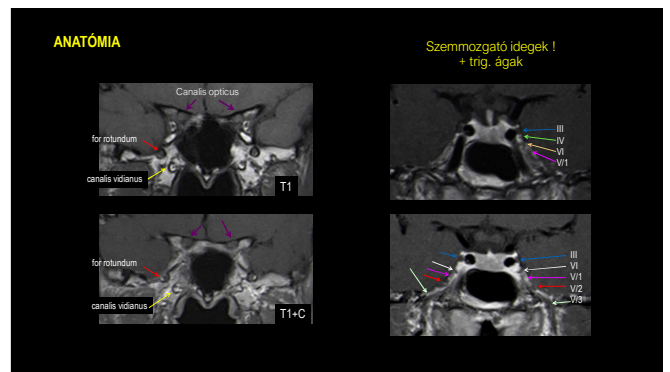 ANATÓMIA
Szemmozgató idegek !
+ trig. ágak
Canalis opticus
for rotundum
canalis vidianus
T1
III
IV
VI
V/1
for rotundum
canalis vidianus
T1+C
III
VI
V/1
V/2
V/3